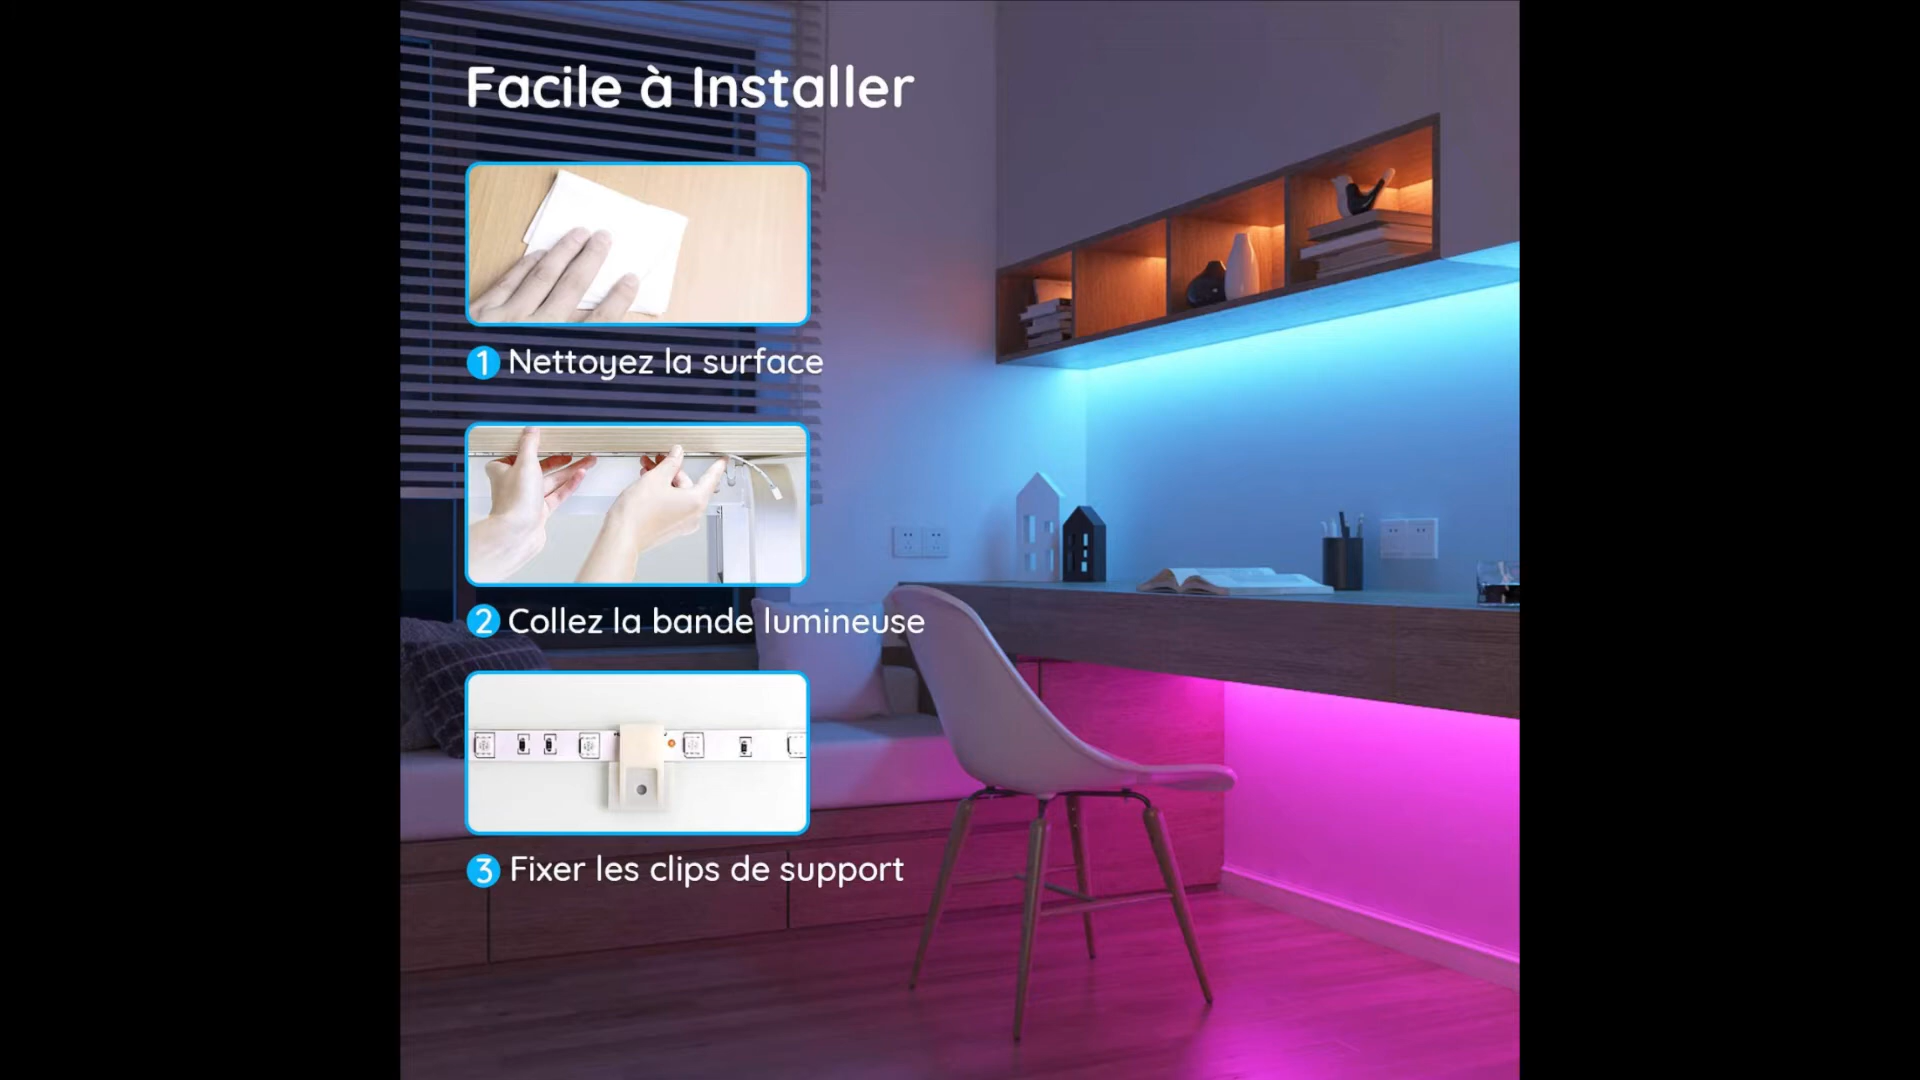 Facile à Installer
1 Nettoyez la surface
2 Collez la bande lumineuse
3 Fixer les clips de support